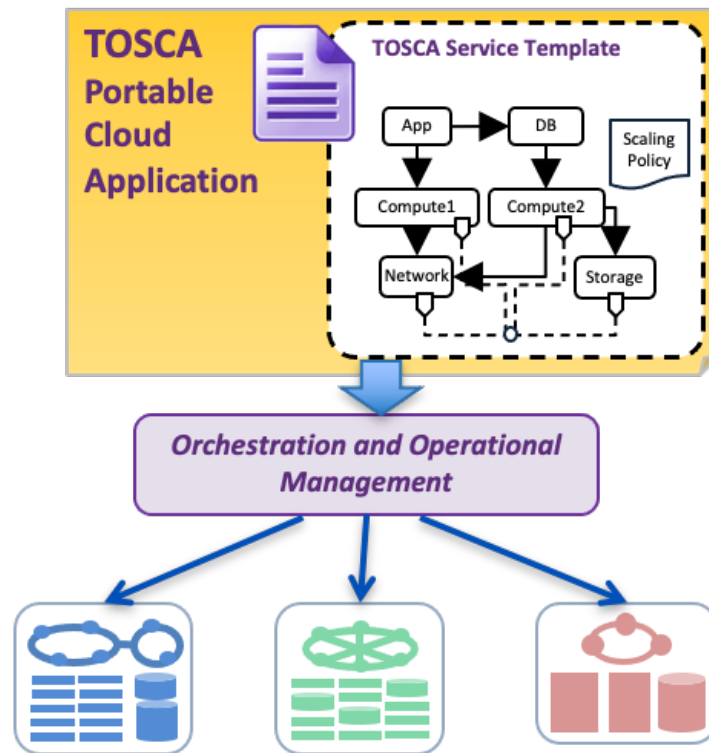 TOSCA
Portable
Cloud
Application
TOSCA Service Template
App
DB
Scaling
Policy
Compute1
Compute2
Network
Storage
Orchestration and Operational
Management